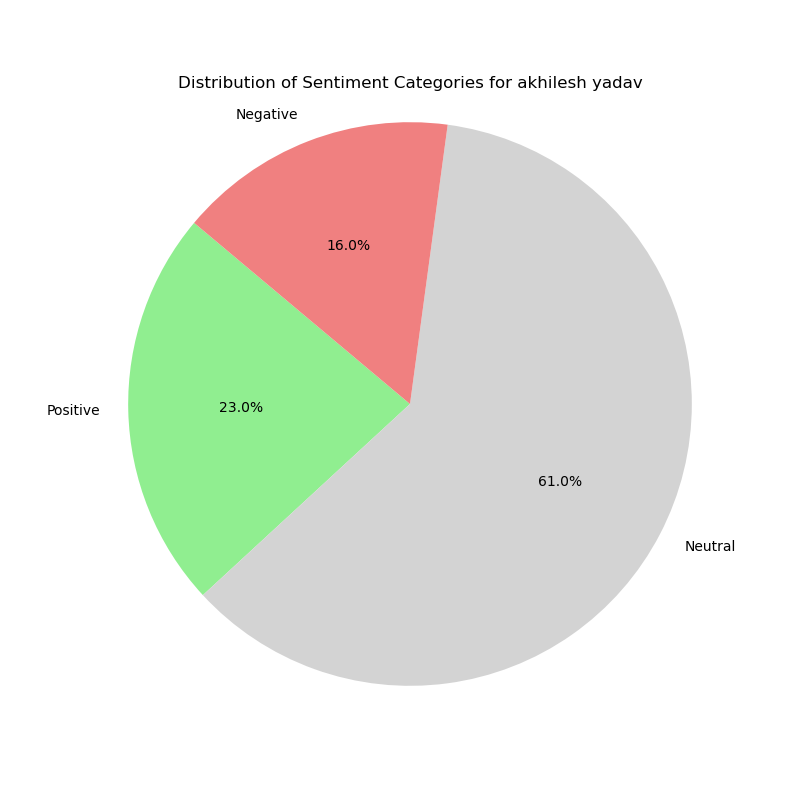 Distribution of Sentiment Categories for akhilesh yadav
Negative
16.0%
Positive
23.0%
61.0%
Neutral